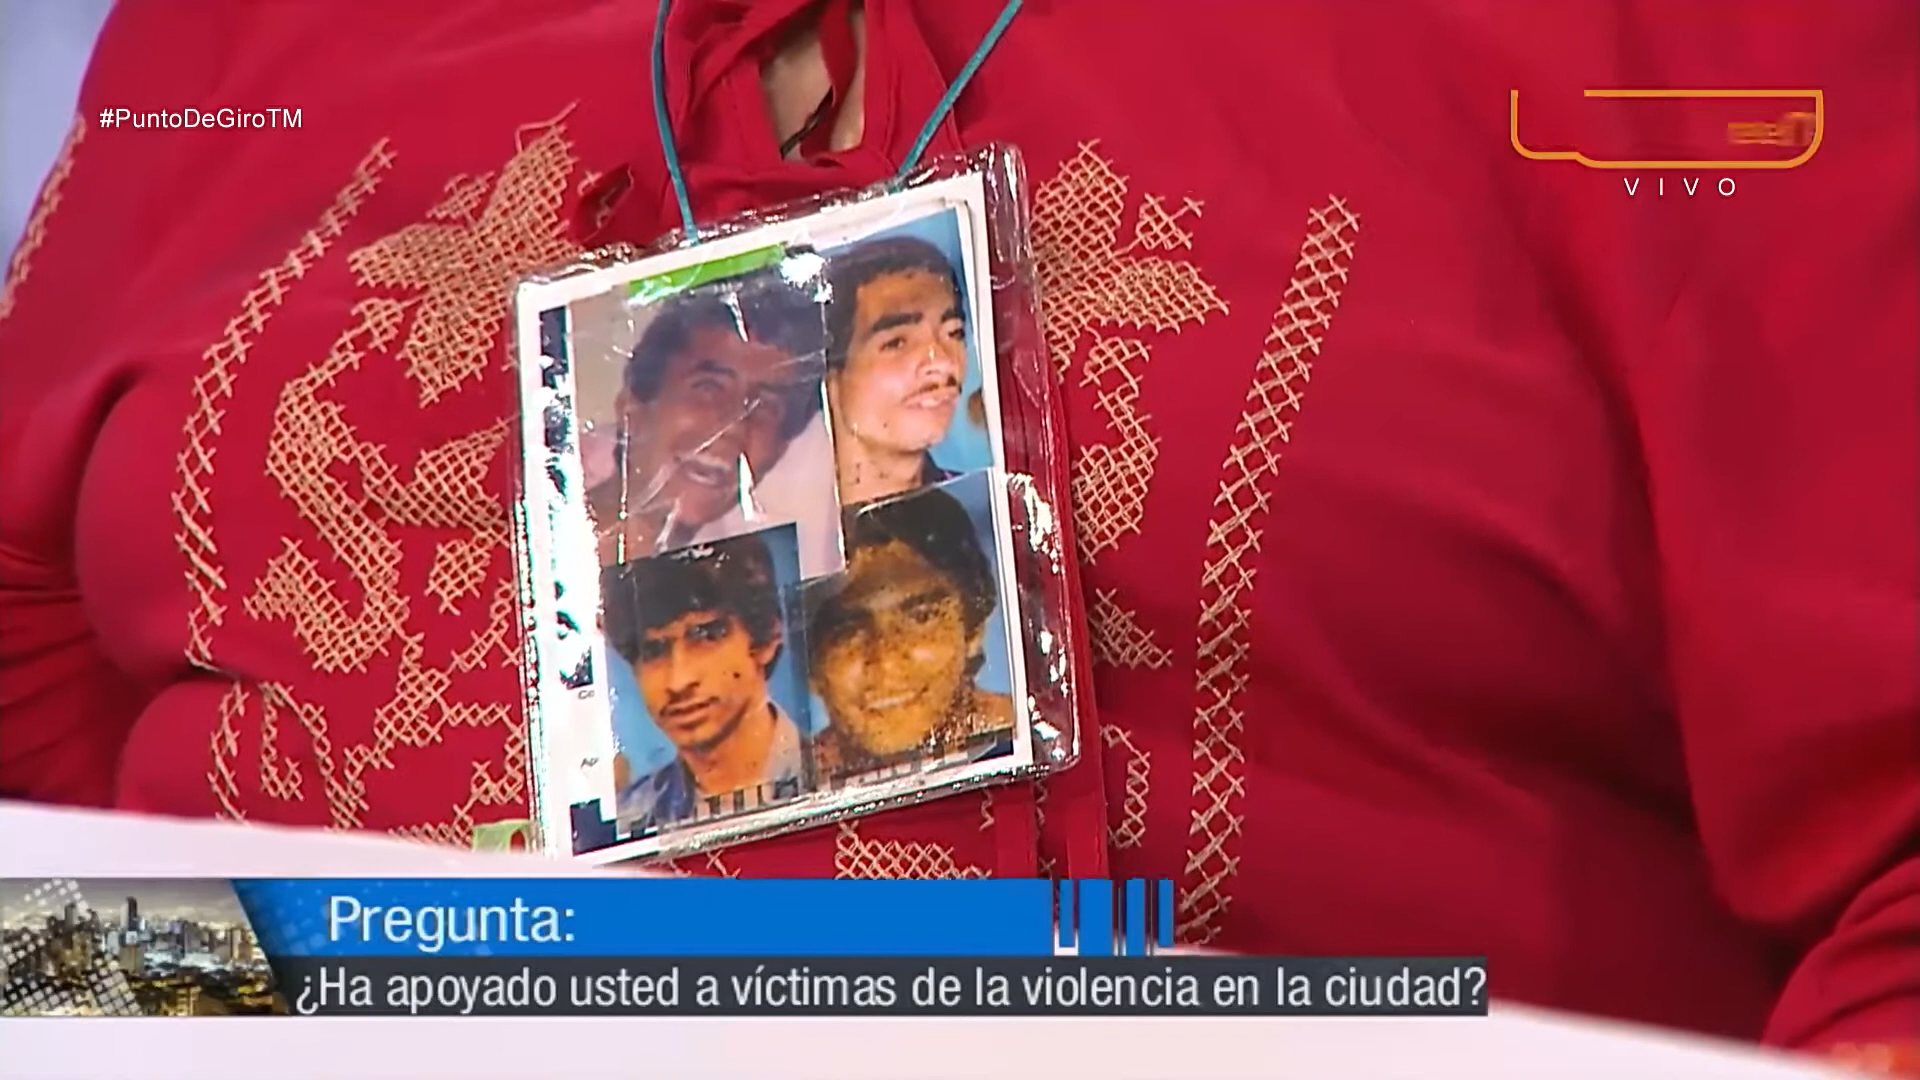 #PuntoDeGiroTM
VIVO
Pregunta:
¿Ha apoyado usted a víctimas de la violencia en la ciudad?